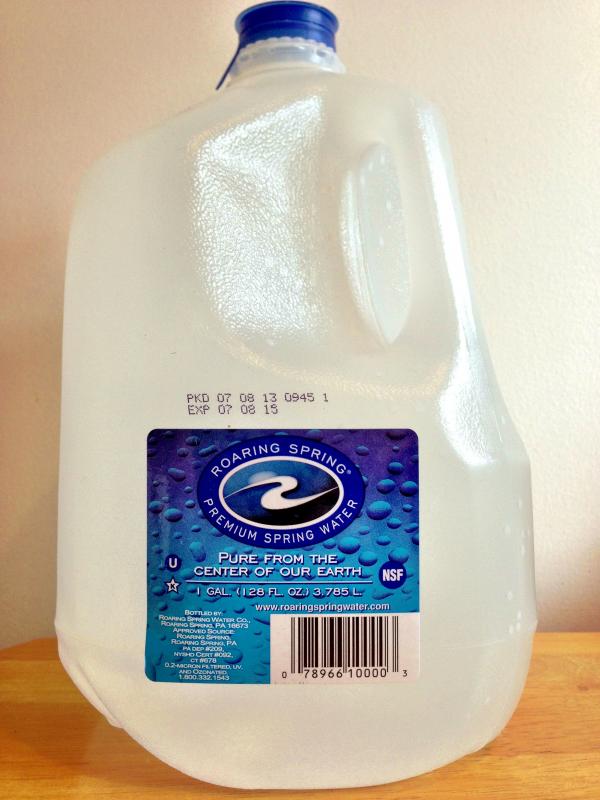 PKD 07 08 13 0945 1
EXP 07 08 15
ROARING SPRING®
PREMIUM SPRING WATER
PURE FROM THE
CENTER OF OUR EARTH
U
K
NSF
1 GAL. (128 FL. OZ.) 3.785 L.
www.roaringspringwater.com
BOTTLED BY:
ROARING SPRING WATER CO.,
ROARING SPRING, PA 16673
APPROVED SOURCE:
ROARING SPRING,
ROARING SPRING, PA
PA DEP #209,
NYSHD CERT #092,
CT #678
0.2-MICRON FILTERED, UV,
AND OZONATED.
1.800.332.1543
0 78966 10000 3